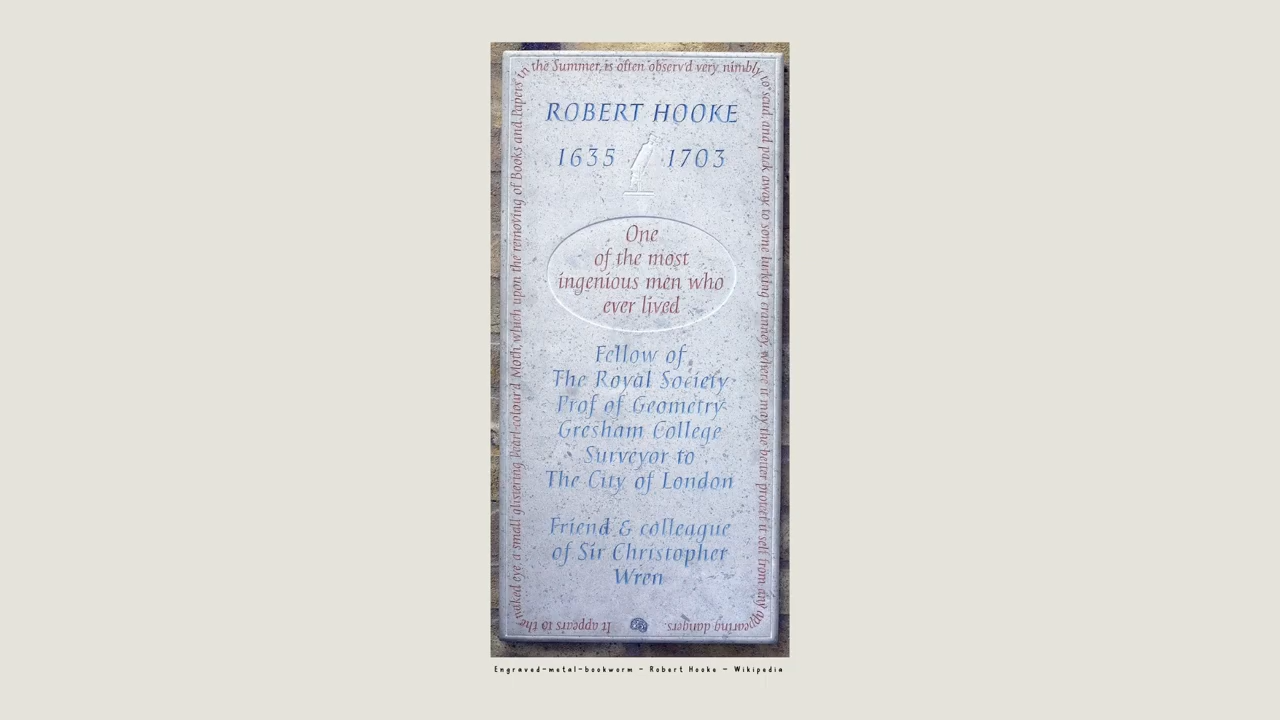 It appears to the
naked eye, a small glistering Pearl-colour'd Moth, which upon the removing of Books and Papers in
the Summer, is often observ'd very nimbly
to scud, and pack away to some lurking cranney, where it may the better protect it self from any
appearing dangers.
ROBERT HOOKE
1635 1703
One
of the most
ingenious men who
ever lived
Fellow of
The Royal Society
Prof of Geometry
Gresham College
Surveyor to
The City of London
Friend & colleague
of Sir Christopher
Wren
Engraved-metal-bookworm - Robert Hooke - Wikipedia